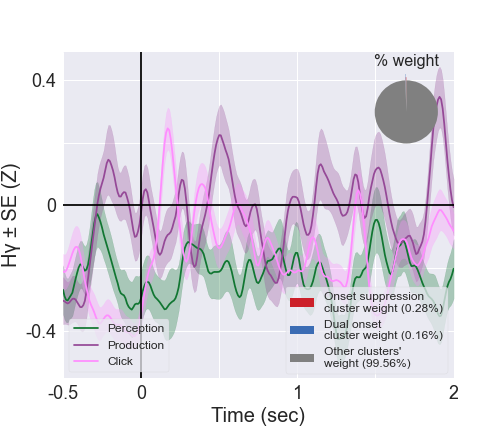 % weight
0.4
0
-0.4
Hγ ± SE (Z)
Perception
Production
Click
Onset suppression
cluster weight (0.28%)
Dual onset
cluster weight (0.16%)
Other clusters'
weight (99.56%)
-0.5 0 1 2
Time (sec)